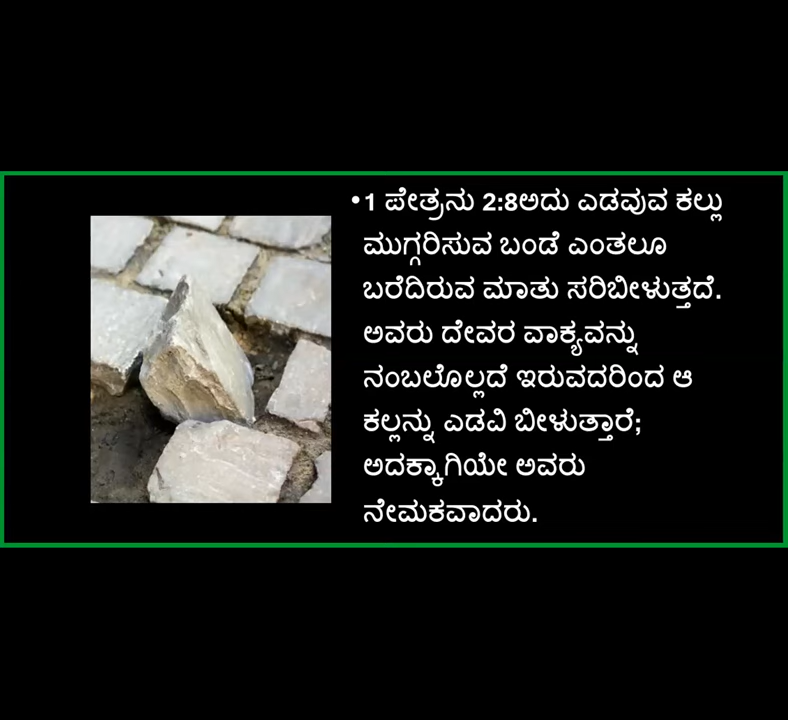 •1 ಪೇತ್ರನು 2:8ಅದು ಎಡವುವ ಕಲ್ಲು
ಮುಗ್ಗರಿಸುವ ಬಂಡೆ ಎಂತಲೂ
ಬರೆದಿರುವ ಮಾತು ಸರಿಬೀಳುತ್ತದೆ.
ಅವರು ದೇವರ ವಾಕ್ಯವನ್ನು
ನಂಬಲೊಲ್ಲದೆ ಇರುವದರಿಂದ ಆ
ಕಲ್ಲನ್ನು ಎಡವಿ ಬೀಳುತ್ತಾರೆ;
ಅದಕ್ಕಾಗಿಯೇ ಅವರು
ನೇಮಕವಾದರು.